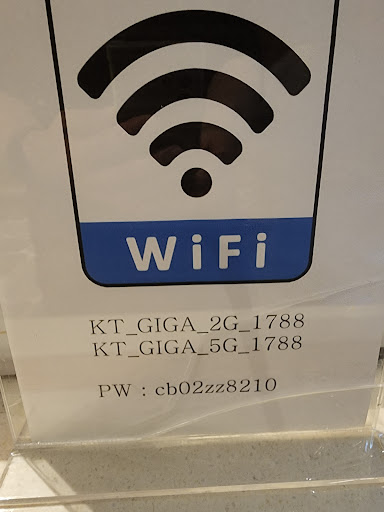 WiFi
KT_GIGA_2G_1788
KT_GIGA_5G_1788
PW : cb02zz8210